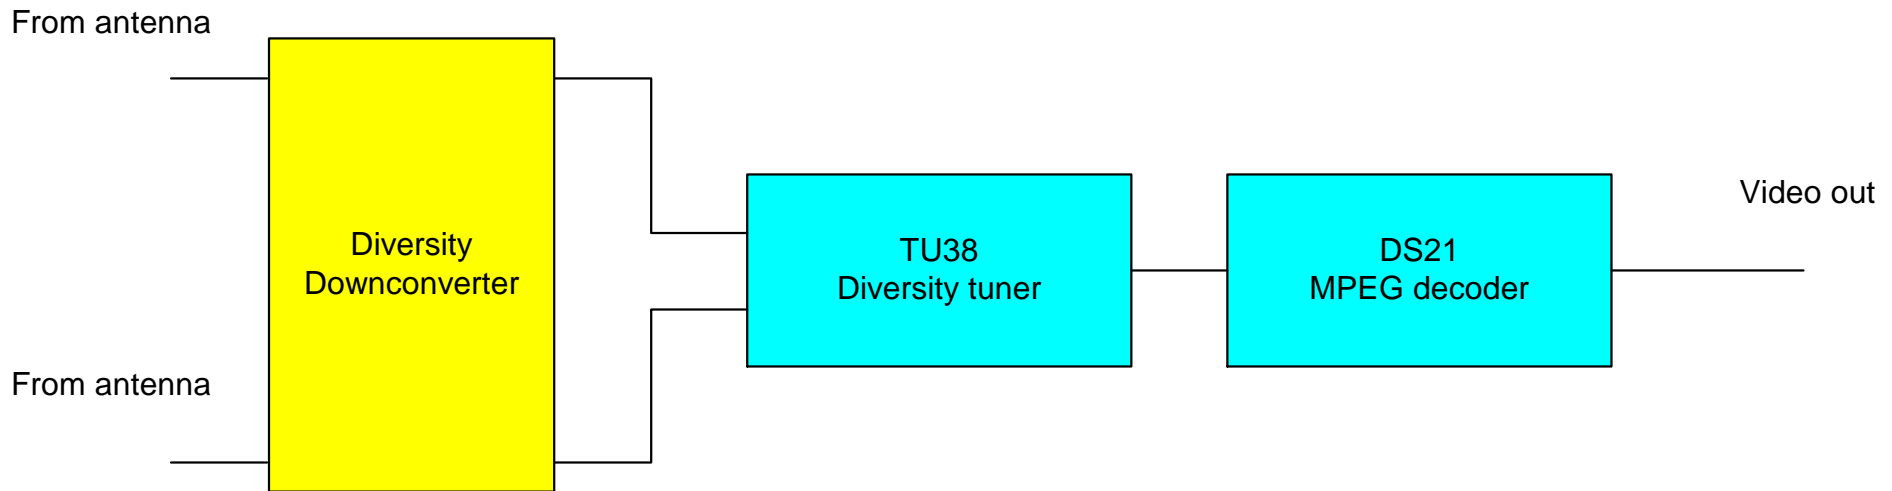 From antenna
Diversity
Downconverter
From antenna
TU38
Diversity tuner
DS21
MPEG decoder
Video out